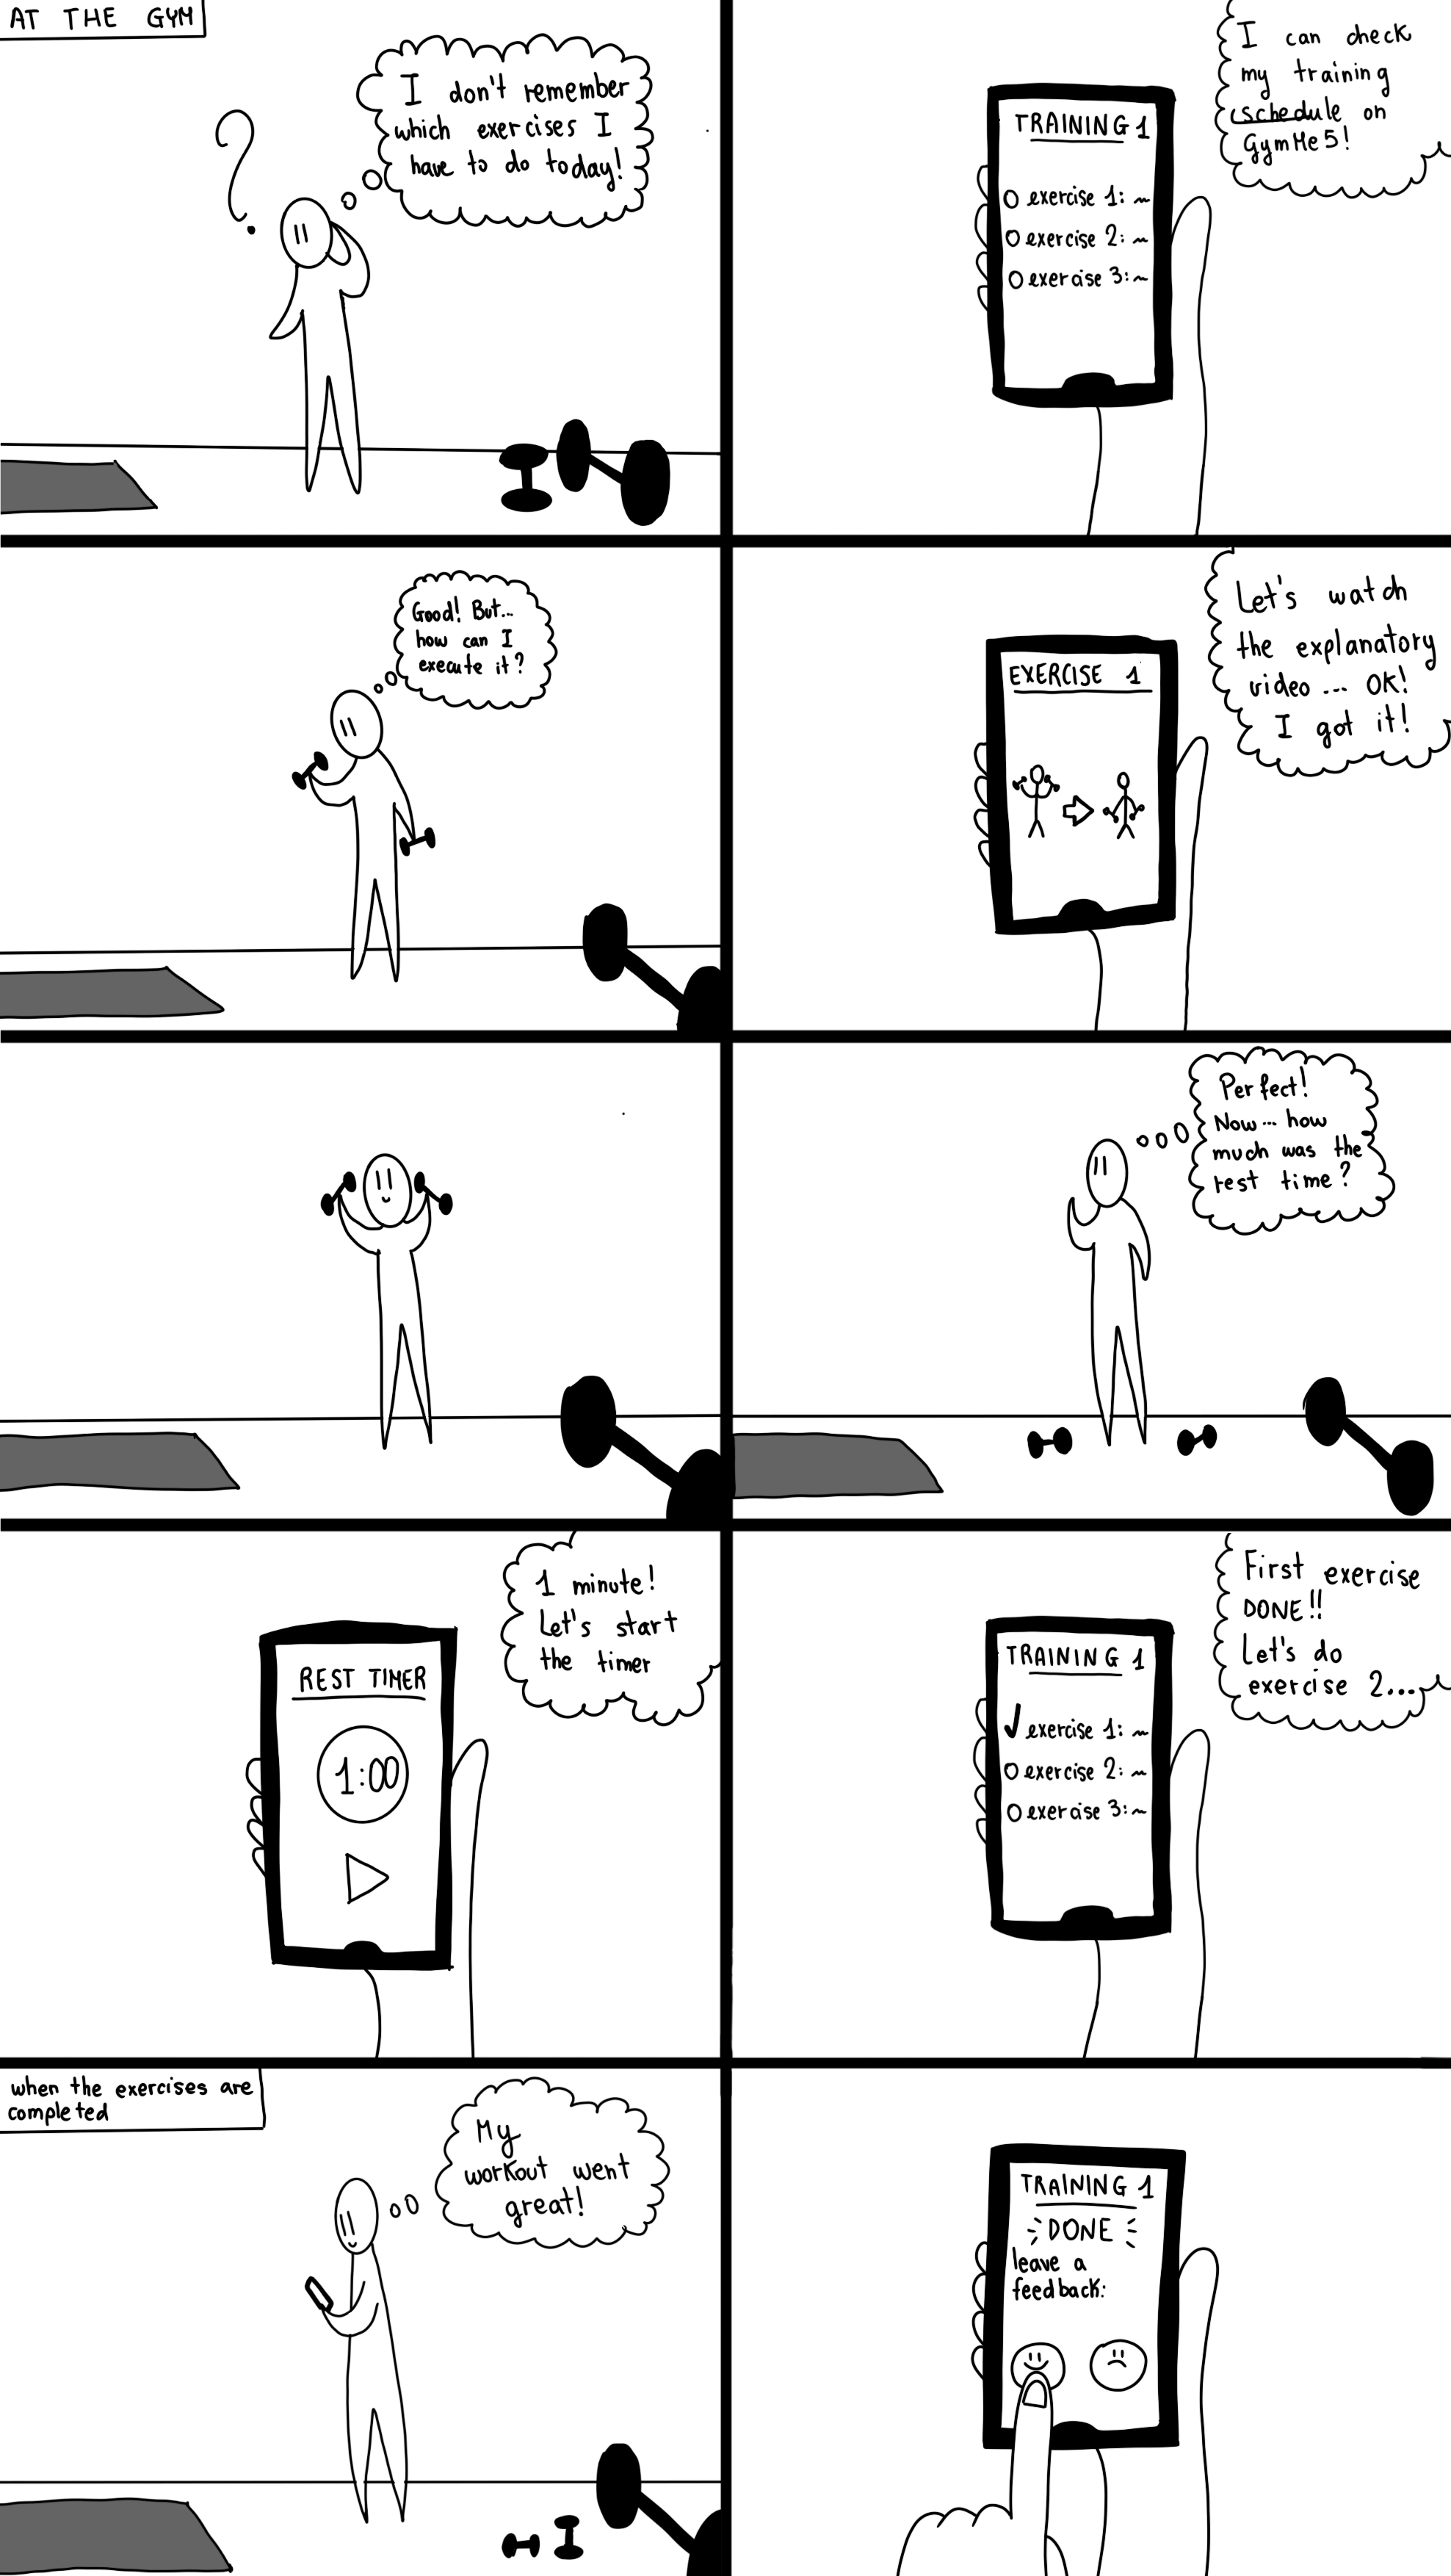 AT THE GYM
I don't remember
which exercises I
have to do today!
I can check
my training
schedule on
GymMe5!
TRAINING 1
exercise 1: ~
exercise 2: ~
exercise 3: ~
Good! But...
how can I
execute it?
Let's watch
the explanatory
video... OK!
I got it!
EXERCISE 1
Perfect!
Now... how
much was the
rest time?
1 minute!
Let's start
the timer
REST TIMER
1:00
First exercise
DONE!!
Let's do
exercise 2...
TRAINING 1
✓ exercise 1: ~
exercise 2: ~
exercise 3: ~
when the exercises are
completed
My
workout went
great!
TRAINING 1
DONE
leave a
feedback: